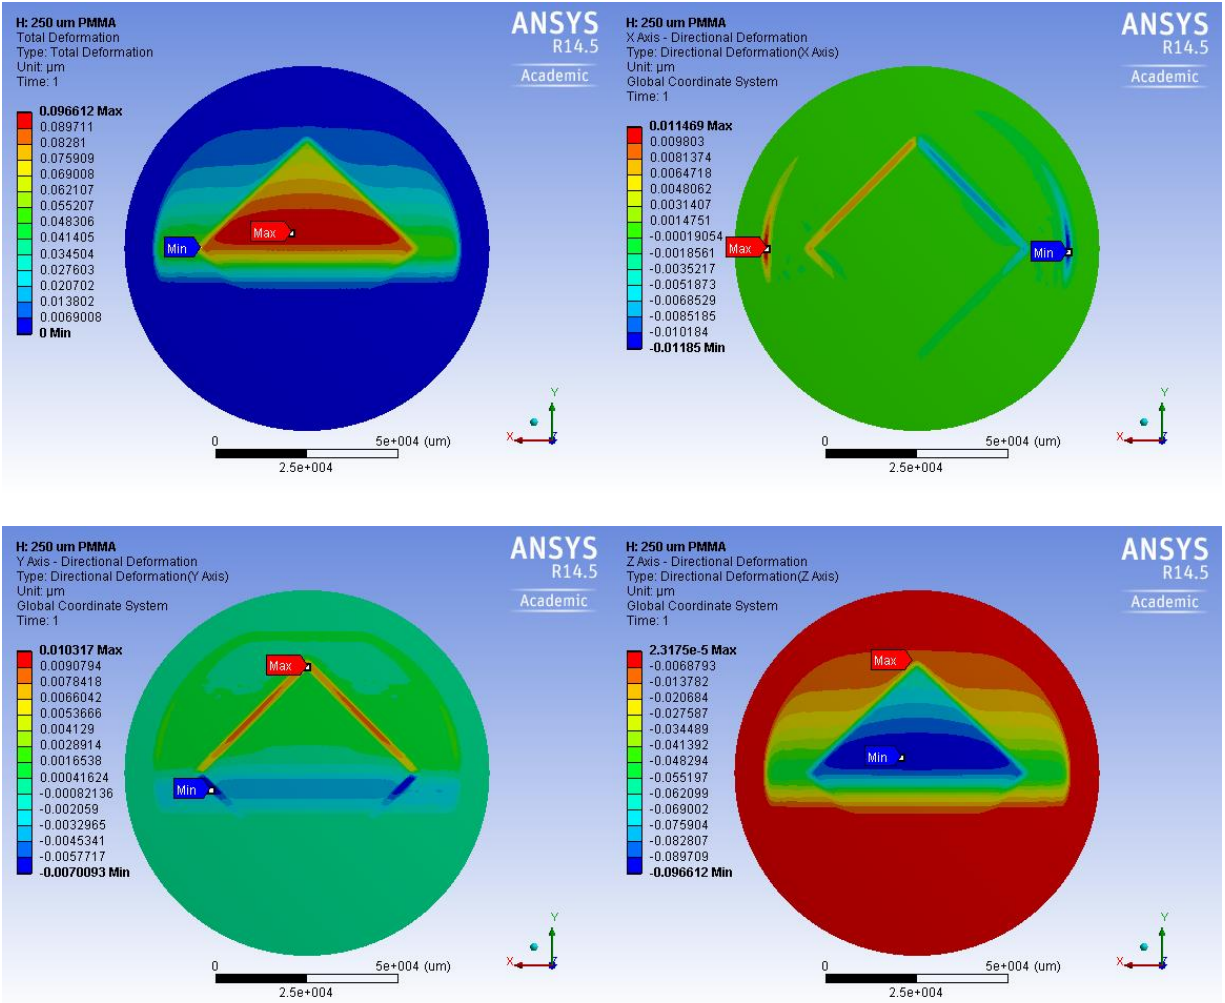 H: 250 um PMMA
Total Deformation
Type: Total Deformation
Unit: µm
Time: 1
ANSYS
R14.5
Academic
0.096612 Max
0.089711
0.08281
0.075909
0.069008
0.062107
0.055207
0.048306
0.041405
0.034504
0.027603
0.020702
0.013802
0.0069008
0 Min
Max
Min
Y
X
Z
0
5e+004 (um)
2.5e+004
H: 250 um PMMA
X Axis - Directional Deformation
Type: Directional Deformation(X Axis)
Unit: µm
Global Coordinate System
Time: 1
ANSYS
R14.5
Academic
0.011469 Max
0.009803
0.0081374
0.0064718
0.0048062
0.0031407
0.0014751
-0.00019054
-0.0018561
-0.0035217
-0.0051873
-0.0068529
-0.0085185
-0.010184
-0.01185 Min
Max
Min
Y
X
Z
0
5e+004 (um)
2.5e+004
H: 250 um PMMA
Y Axis - Directional Deformation
Type: Directional Deformation(Y Axis)
Unit: µm
Global Coordinate System
Time: 1
ANSYS
R14.5
Academic
0.010317 Max
0.0090794
0.0078418
0.0066042
0.0053666
0.004129
0.0028914
0.0016538
0.00041624
-0.00082136
-0.002059
-0.0032965
-0.0045341
-0.0057717
-0.0070093 Min
Max
Min
Y
X
Z
0
5e+004 (um)
2.5e+004
H: 250 um PMMA
Z Axis - Directional Deformation
Type: Directional Deformation(Z Axis)
Unit: µm
Global Coordinate System
Time: 1
ANSYS
R14.5
Academic
2.3175e-5 Max
-0.0068793
-0.013782
-0.020684
-0.027587
-0.034489
-0.041392
-0.048294
-0.055197
-0.062099
-0.069002
-0.075904
-0.082807
-0.089709
-0.096612 Min
Max
Min
Y
X
Z
0
5e+004 (um)
2.5e+004